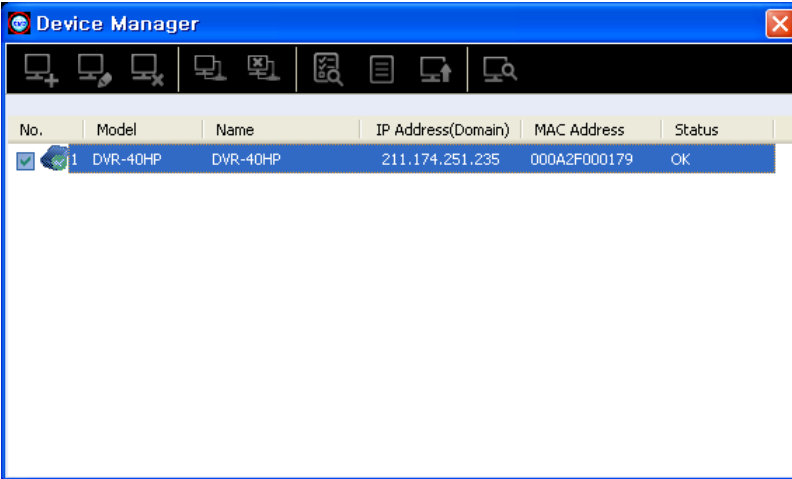 Device Manager
No. Model Name IP Address(Domain) MAC Address Status
1 DVR-40HP DVR-40HP 211.174.251.235 000A2F000179 OK